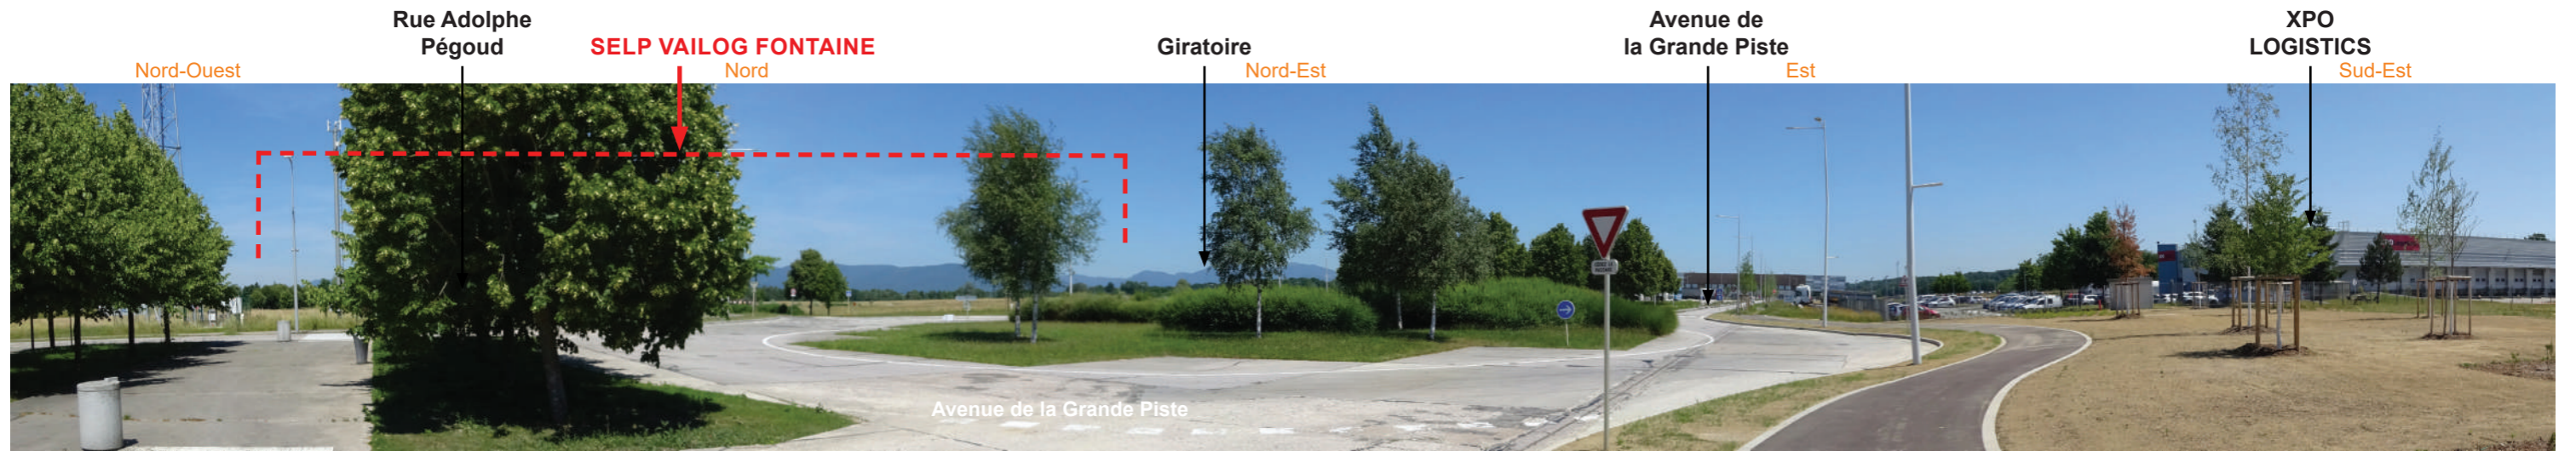 Rue Adolphe
Pégoud
SELP VAILOG FONTAINE
Giratoire
Avenue de
la Grande Piste
XPO
LOGISTICS
Nord-Ouest
Nord
Nord-Est
Est
Sud-Est
Avenue de la Grande Piste